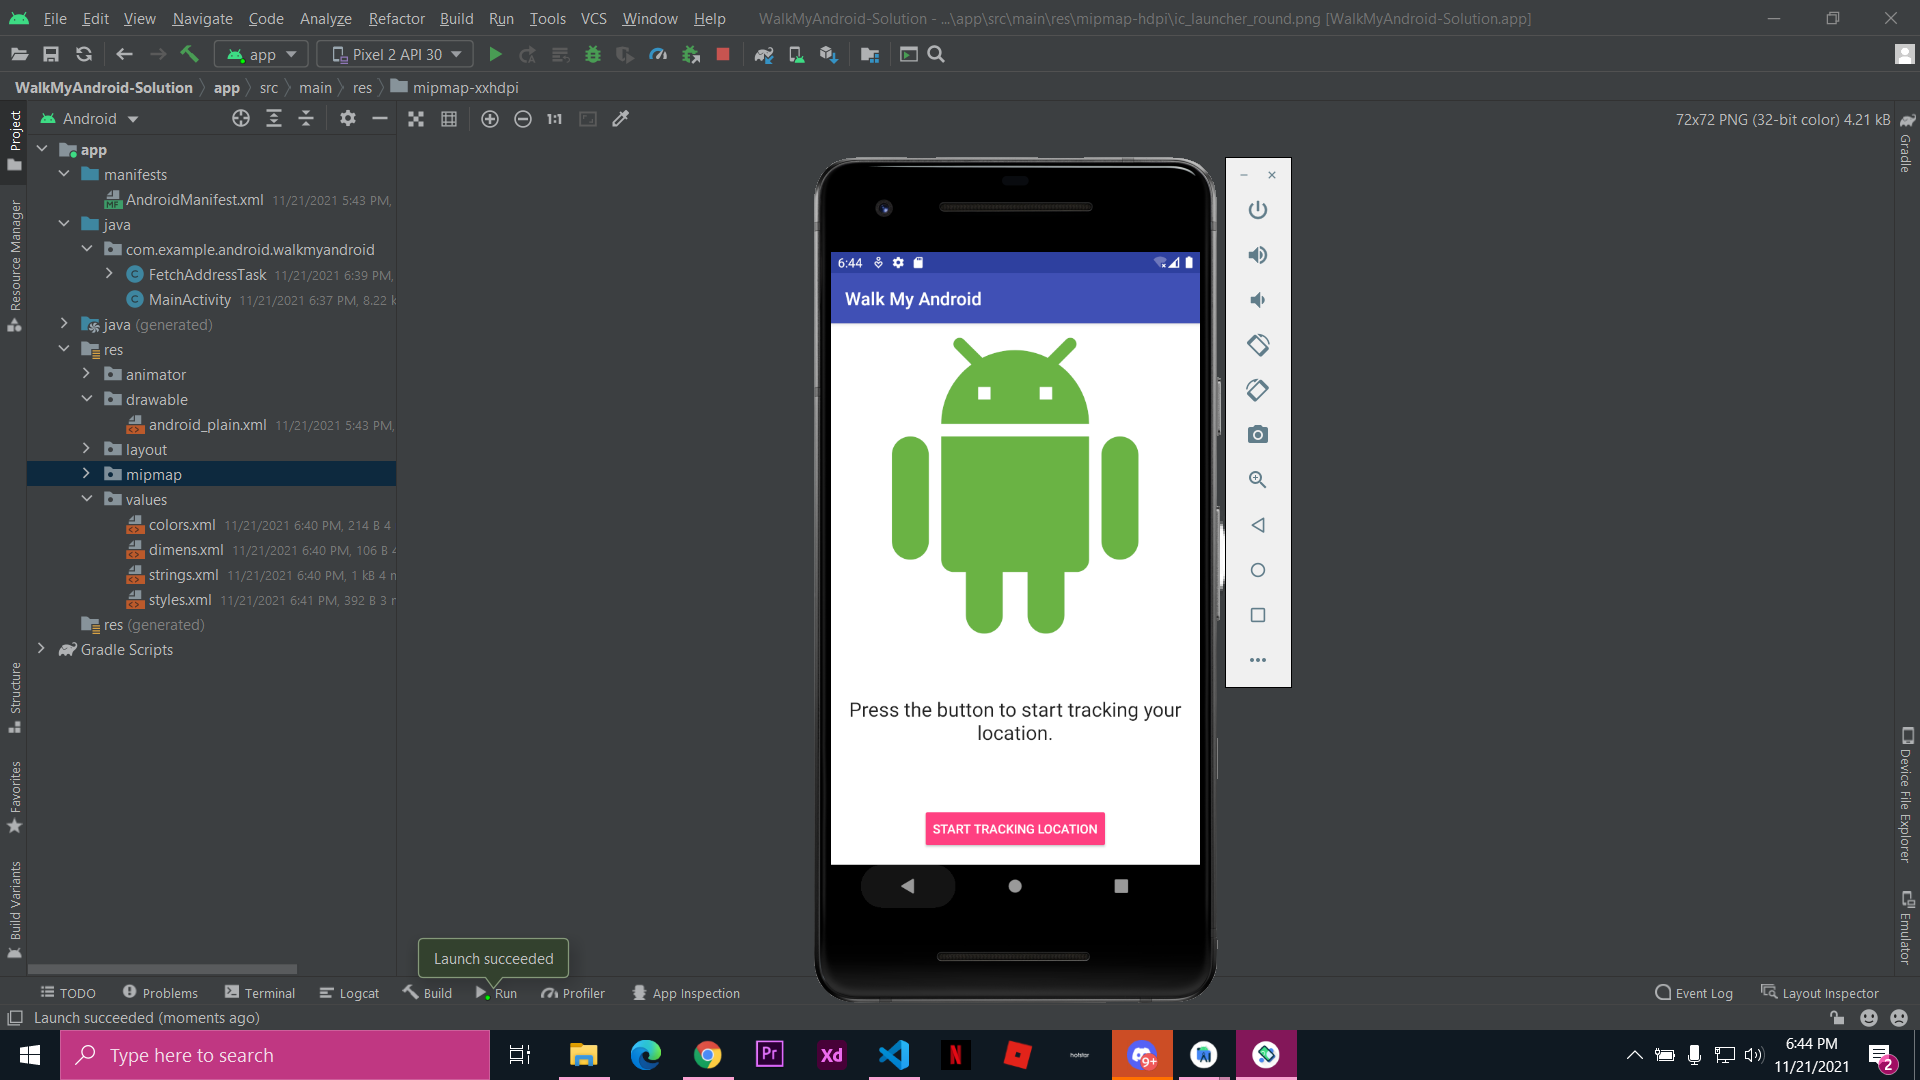 File Edit View Navigate Code Analyze Refactor Build Run Tools VCS Window Help WalkMyAndroid-Solution - ...\app\src\main\res\mipmap-hdpi\ic_launcher_round.png [WalkMyAndroid-Solution.app]
app Pixel 2 API 30
WalkMyAndroid-Solution app src main res mipmap-xxhdpi
Android 1:1 72x72 PNG (32-bit color) 4.21 kB
Project
Resource Manager
Structure
Favorites
Build Variants
app
manifests
AndroidManifest.xml 11/21/2021 5:43 PM,
java
com.example.android.walkmyandroid
FetchAddressTask 11/21/2021 6:39 PM,
MainActivity 11/21/2021 6:37 PM, 8.22 k
java (generated)
res
animator
drawable
android_plain.xml 11/21/2021 5:43 PM,
layout
mipmap
values
colors.xml 11/21/2021 6:40 PM, 214 B 4
dimens.xml 11/21/2021 6:40 PM, 106 B 4
strings.xml 11/21/2021 6:40 PM, 1 kB 4
styles.xml 11/21/2021 6:41 PM, 392 B 3
res (generated)
Gradle Scripts
6:44
Walk My Android
Press the button to start tracking your
location.
START TRACKING LOCATION
Gradle
Device File Explorer
Emulator
Launch succeeded
TODO Problems Terminal Logcat Build Run Profiler App Inspection Event Log Layout Inspector
Launch succeeded (moments ago)
Type here to search
Pr
Xd
N
hotstar
9+
6:44 PM
11/21/2021
2